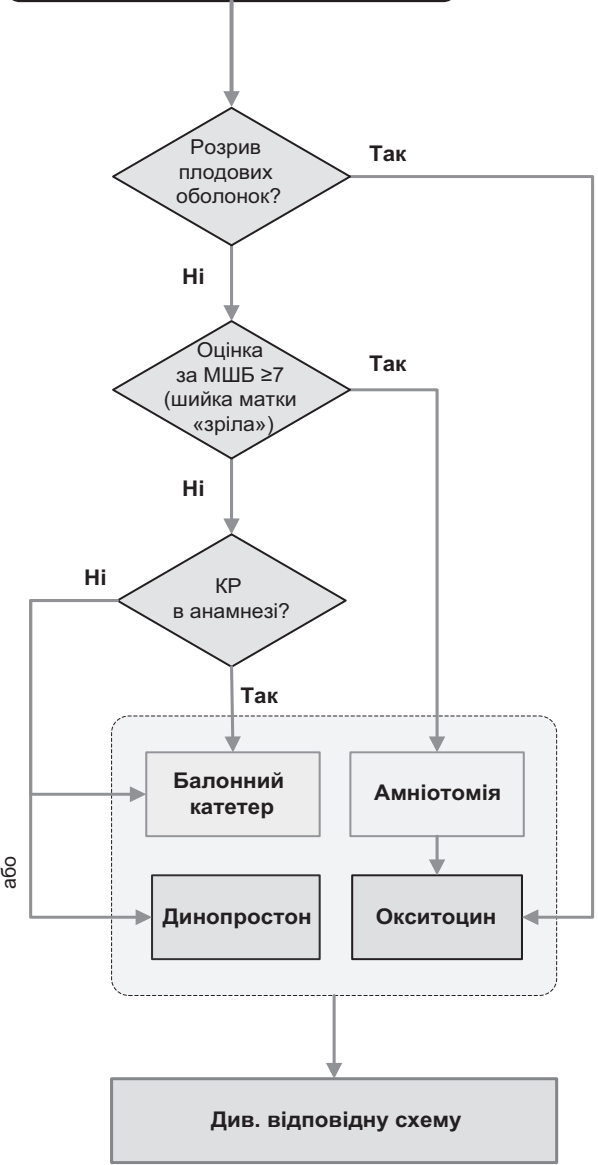 Розрив
плодових
оболонок?
Так
Ні
Оцінка
за МШБ ≥7
(шийка матки
«зріла»)
Так
Ні
КР
в анамнезі?
Ні
Так
Балонний
катетер
Амніотомія
або
Динопростон
Окситоцин
Див. відповідну схему